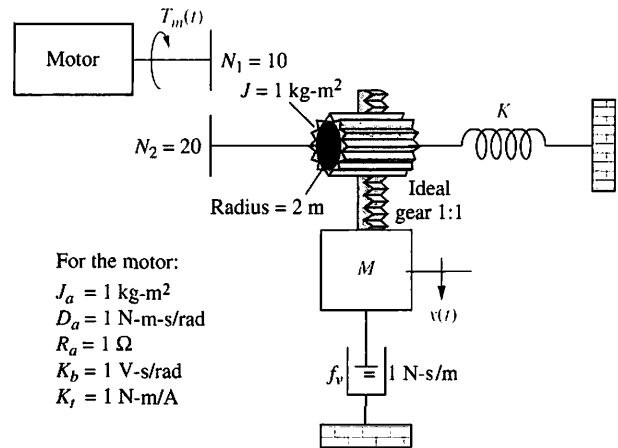 T_m(t)
Motor
N_1 = 10
J = 1 kg-m²
K
N_2 = 20
Radius = 2 m
Ideal
gear 1:1
M
x(t)
For the motor:
J_a = 1 kg-m²
D_a = 1 N-m-s/rad
R_a = 1 Ω
K_b = 1 V-s/rad
K_t = 1 N-m/A
f_v = 1 N-s/m